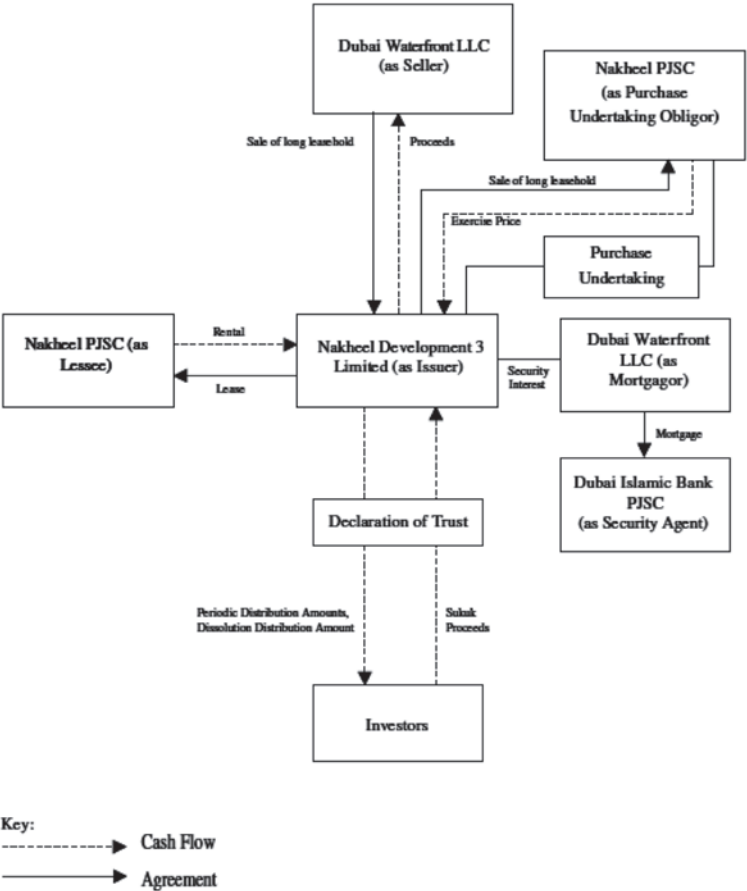 Dubai Waterfront LLC
(as Seller)
Nakheel PJSC
(as Purchase
Undertaking Obligor)
Sale of long leasehold
Proceeds
Sale of long leasehold
Exercise Price
Purchase
Undertaking
Nakheel PJSC (as
Lessee)
Rental
Lease
Nakheel Development 3
Limited (as Issuer)
Security
Interest
Dubai Waterfront
LLC (as
Mortgagor)
Mortgage
Dubai Islamic Bank
PJSC
(as Security Agent)
Declaration of Trust
Periodic Distribution Amounts,
Dissolution Distribution Amount
Sukuk
Proceeds
Investors
Key:
Cash Flow
Agreement